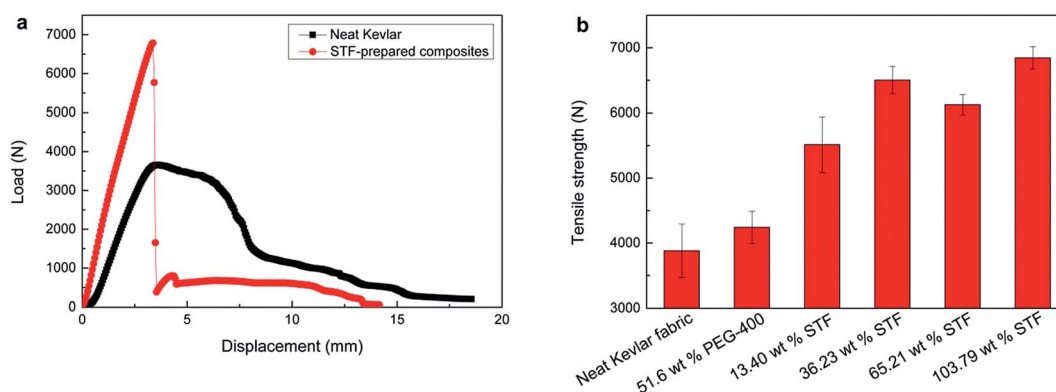 a
Neat Kevlar
STF-prepared composites
7000
6000
5000
4000
3000
2000
1000
0
Load (N)
0
5
10
15
20
Displacement (mm)
b
7000
6000
5000
4000
3000
Tensile strength (N)
Neat Kevlar fabric
51.6 wt % PEG-400
13.40 wt % STF
36.23 wt % STF
65.21 wt % STF
103.79 wt % STF